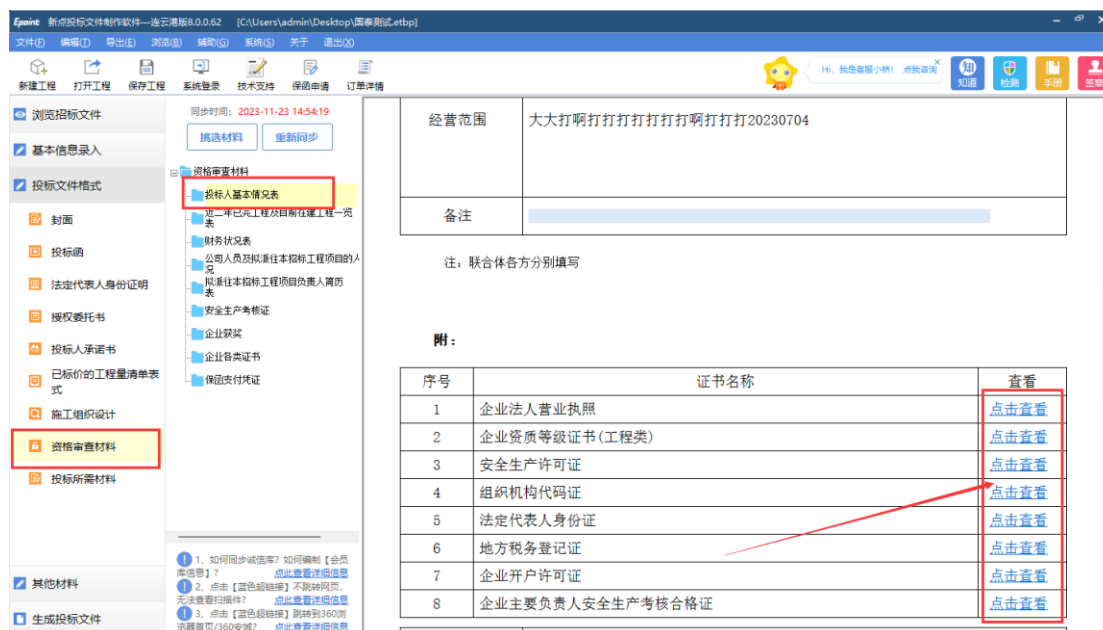 Epoint 新点投标文件制作软件—连云港版8.0.0.62 [C:\Users\admin\Desktop\国泰测试.etbp]
文件(F) 编辑(J) 导出(E) 浏览(B) 辅助(G) 系统(S) 关于 退出(X)
新建工程 打开工程 保存工程 系统登录 技术支持 保函申请 订单详情
Hi，我是客服小桥！ 点我咨询
知道 检测 手册 签章
浏览招标文件
基本信息录入
投标文件格式
封面
投标函
法定代表人身份证明
授权委托书
投标人承诺书
已标价的工程量清单表
式
施工组织设计
资格审查材料
投标所需材料
其他材料
生成投标文件
同步时间：2023-11-23 14:54:19
挑选材料 重新同步
资格审查材料
投标人基本情况表
近二年已完工程及目前在建工程一览
表
财务状况表
公司人员及拟派往本招标工程项目的人
况
拟派往本招标工程项目负责人简历
表
安全生产考核证
企业获奖
企业各类证书
保函支付凭证
1、如何同步诚信库？如何编制【会员
库信息】？ 点此查看详细信息
2、点击【蓝色超链接】不跳转网页，
无法查看扫描件？ 点此查看详细信息
3、点击【蓝色超链接】跳转到360浏
览器首页/360安域？ 点此查看详细信息
经营范围 大大打啊打打打打打打打啊打打打20230704
备注
注：联合体各方分别填写
附：
序号 证书名称 查看
1 企业法人营业执照 点击查看
2 企业资质等级证书(工程类) 点击查看
3 安全生产许可证 点击查看
4 组织机构代码证 点击查看
5 法定代表人身份证 点击查看
6 地方税务登记证 点击查看
7 企业开户许可证 点击查看
8 企业主要负责人安全生产考核合格证 点击查看